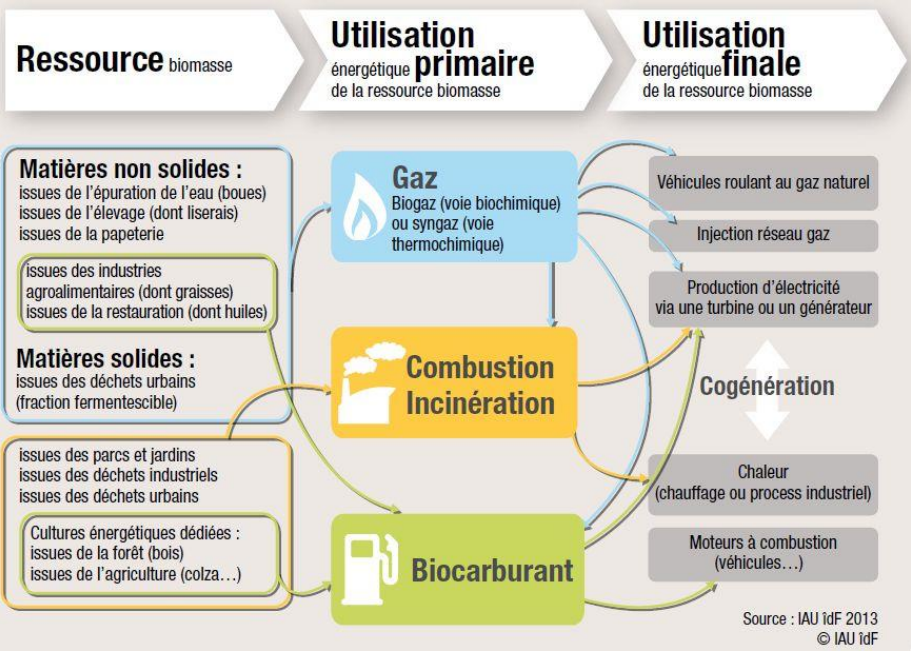 Ressource biomasse
Utilisation
énergétique primaire
de la ressource biomasse
Utilisation
énergétique finale
de la ressource biomasse
Matières non solides :
issues de l'épuration de l'eau (boues)
issues de l'élevage (dont liserais)
issues de la papeterie
issues des industries
agroalimentaires (dont graisses)
issues de la restauration (dont huiles)
Matières solides :
issues des déchets urbains
(fraction fermentescible)
issues des parcs et jardins
issues des déchets industriels
issues des déchets urbains
Cultures énergétiques dédiées :
issues de la forêt (bois)
issues de l'agriculture (colza…)
Gaz
Biogaz (voie biochimique)
ou syngaz (voie
thermochimique)
Combustion
Incinération
Biocarburant
Véhicules roulant au gaz naturel
Injection réseau gaz
Production d'électricité
via une turbine ou un générateur
Cogénération
Chaleur
(chauffage ou process industriel)
Moteurs à combustion
(véhicules…)
Source : IAU îdF 2013
© IAU îdF